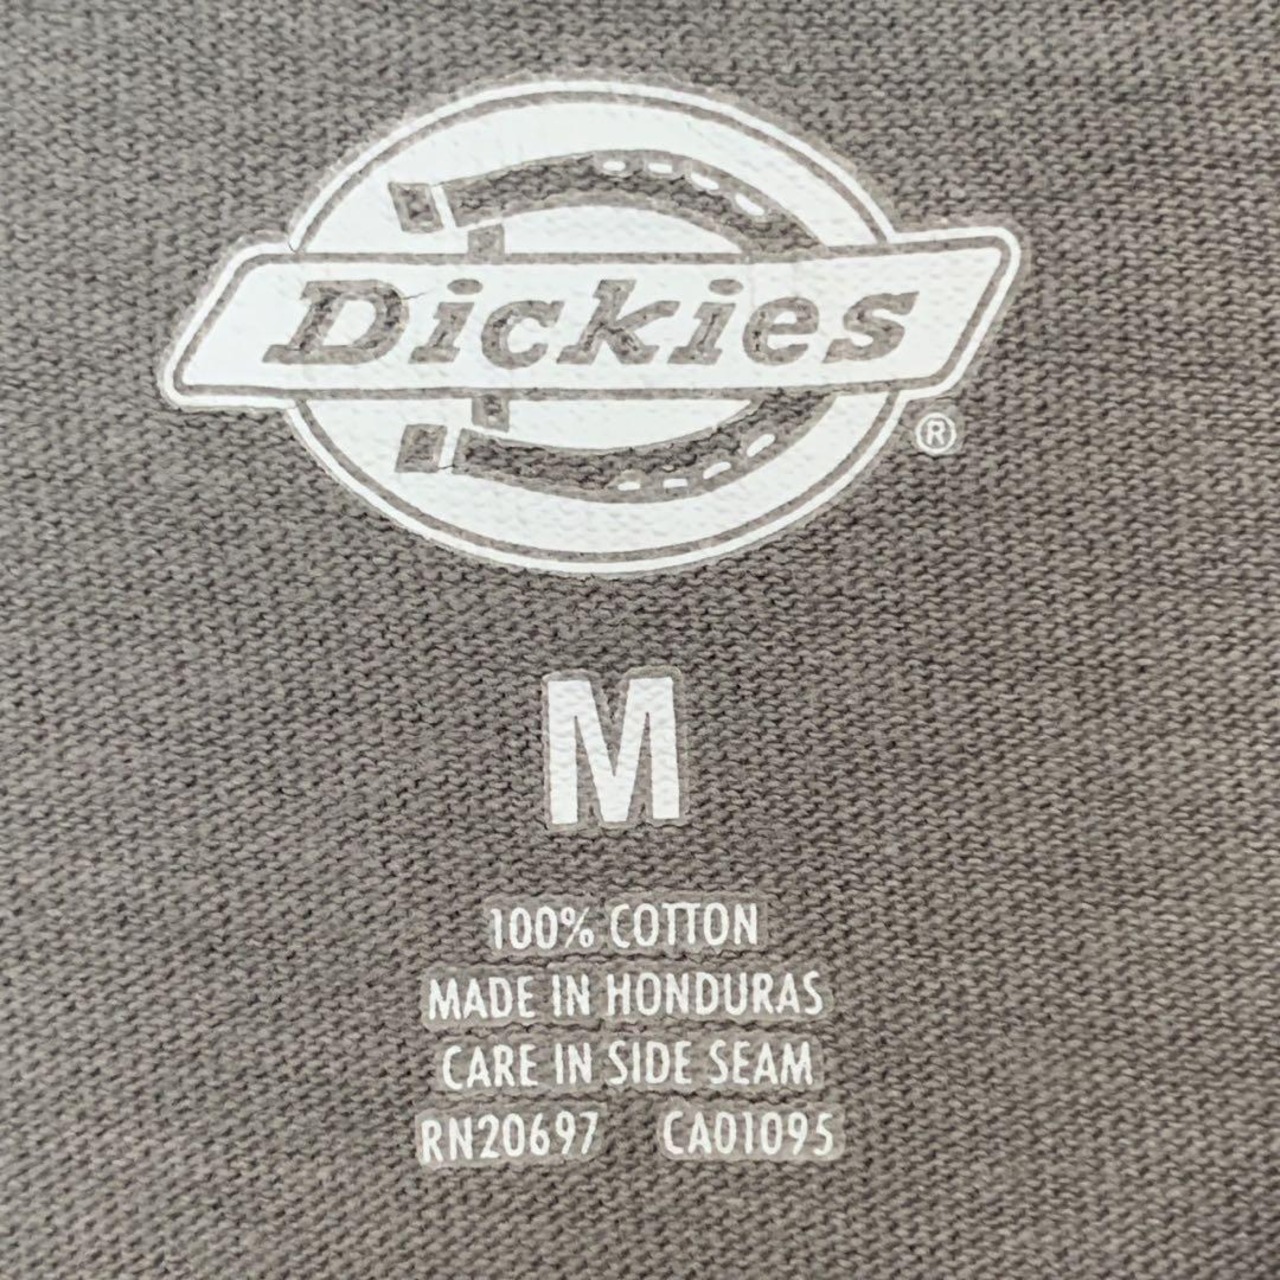 Dickies
®
M
100% COTTON
MADE IN HONDURAS
CARE IN SIDE SEAM
RN20697 CA01095